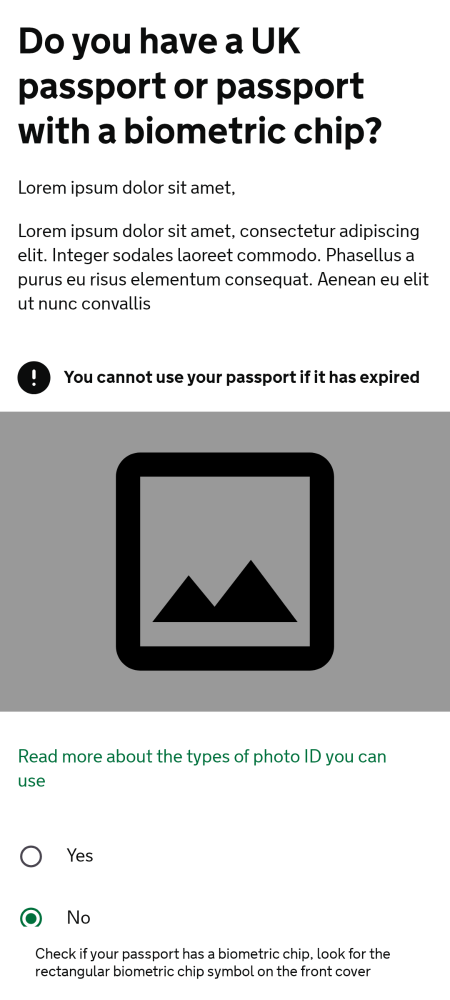 Do you have a UK
passport or passport
with a biometric chip?
Lorem ipsum dolor sit amet,
Lorem ipsum dolor sit amet, consectetur adipiscing
elit. Integer sodales laoreet commodo. Phasellus a
purus eu risus elementum consequat. Aenean eu elit
ut nunc convallis
You cannot use your passport if it has expired
Read more about the types of photo ID you can
use
Yes
No
Check if your passport has a biometric chip, look for the
rectangular biometric chip symbol on the front cover